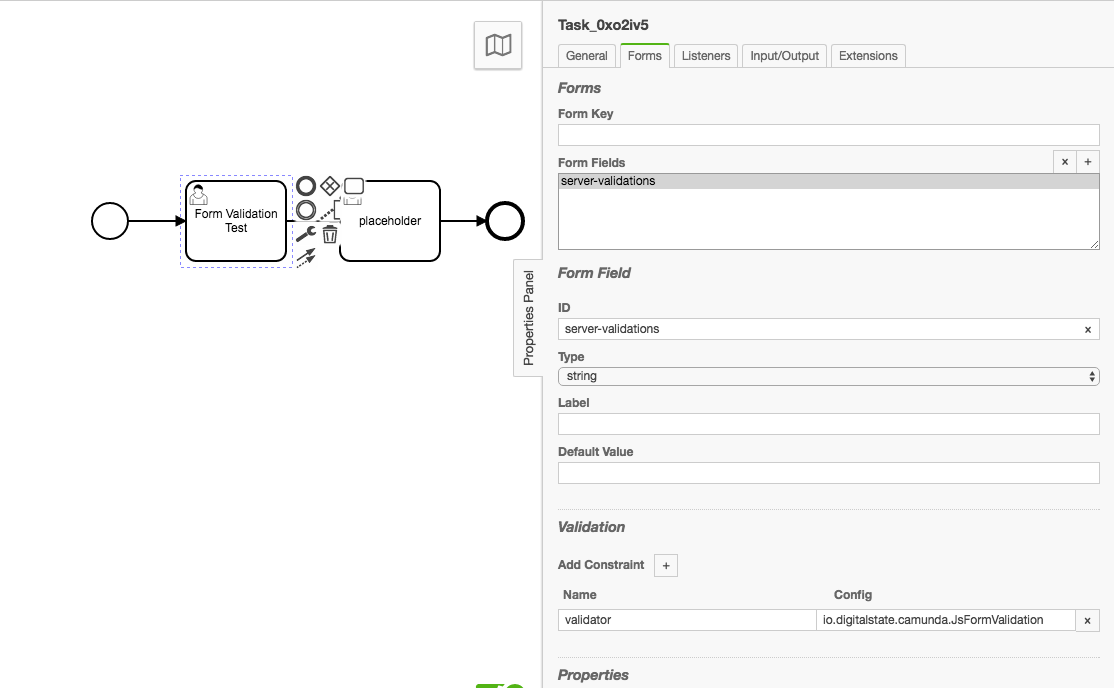 Form Validation
Test
placeholder
Properties Panel
Task_0xo2iv5
General
Forms
Listeners
Input/Output
Extensions
Forms
Form Key
Form Fields
x
+
server-validations
Form Field
ID
server-validations
x
Type
string
Label
Default Value
Validation
Add Constraint
+
Name
Config
validator
io.digitalstate.camunda.JsFormValidation
x
Properties